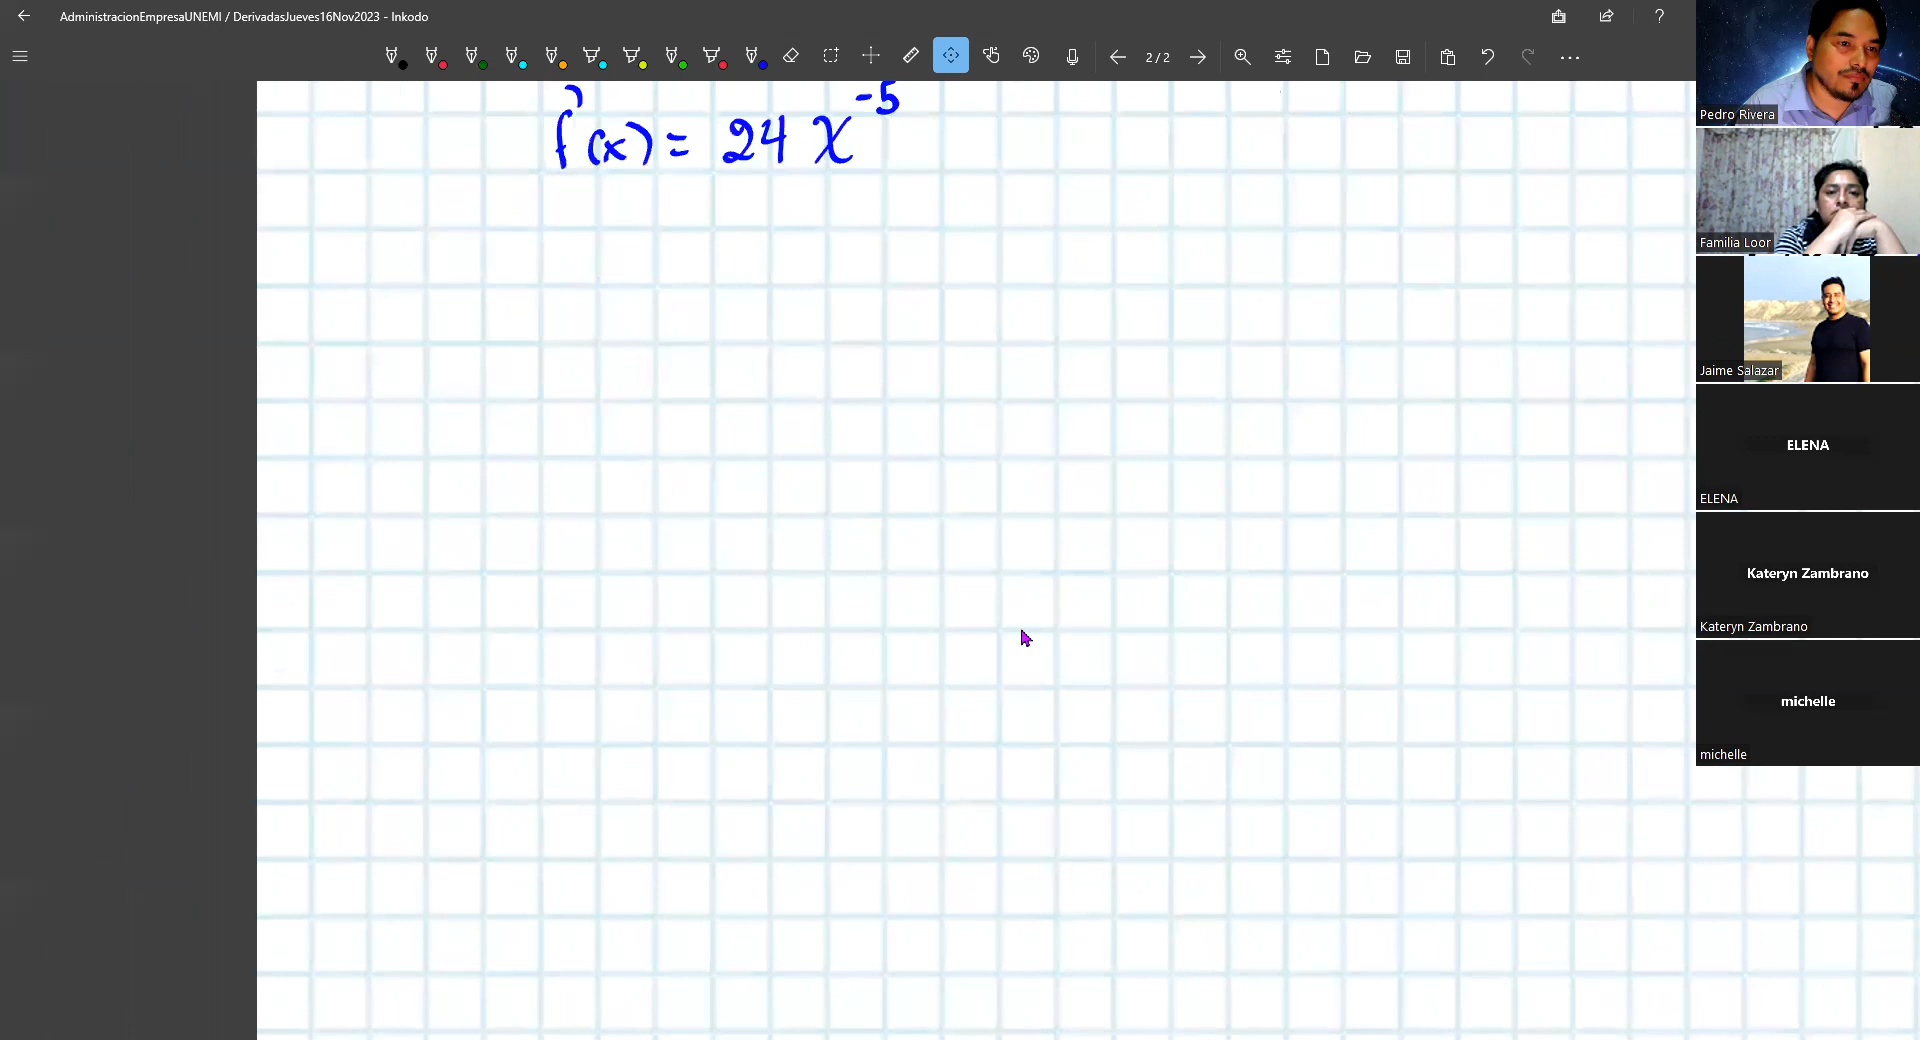 AdministracionEmpresaUNEMI / DerivadasJueves16Nov2023 - Inkodo
2 / 2
f'(x) = 24 x^-5
Pedro Rivera
Familia Loor
Jaime Salazar
ELENA
ELENA
Kateryn Zambrano
Kateryn Zambrano
michelle
michelle